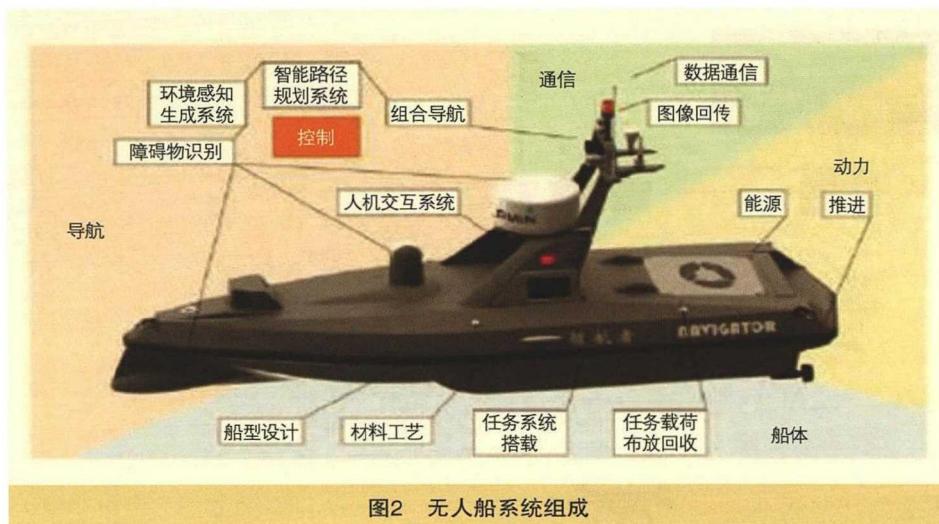 智能路径
规划系统
环境感知
生成系统
组合导航
控制
障碍物识别
人机交互系统
导航
通信
数据通信
图像回传
动力
能源
推进
领航者
NAVIGATOR
船型设计
材料工艺
任务系统
搭载
任务载荷
布放回收
船体
图2 无人船系统组成